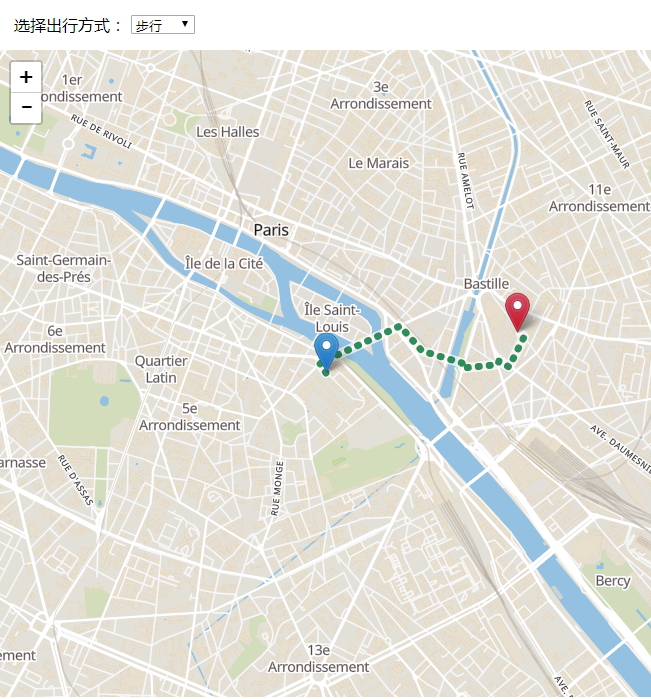 选择出行方式： 步行
+
-
1er
ondissement
3e
Arrondissement
RUE DE RIVOLI
Les Halles
Le Marais
RUE AMELOT
RUE SAINT-MAUR
11e
Arrondissement
Paris
Saint-Germain-
des-Prés
Île de la Cité
Bastille
Île Saint-
Louis
6e
Arrondissement
Quartier
Latin
5e
Arrondissement
AVE. DAUMESNIL
arnasse
RUE D'ASSAS
RUE MONGE
Bercy
13e
Arrondissement
ement
AVE.